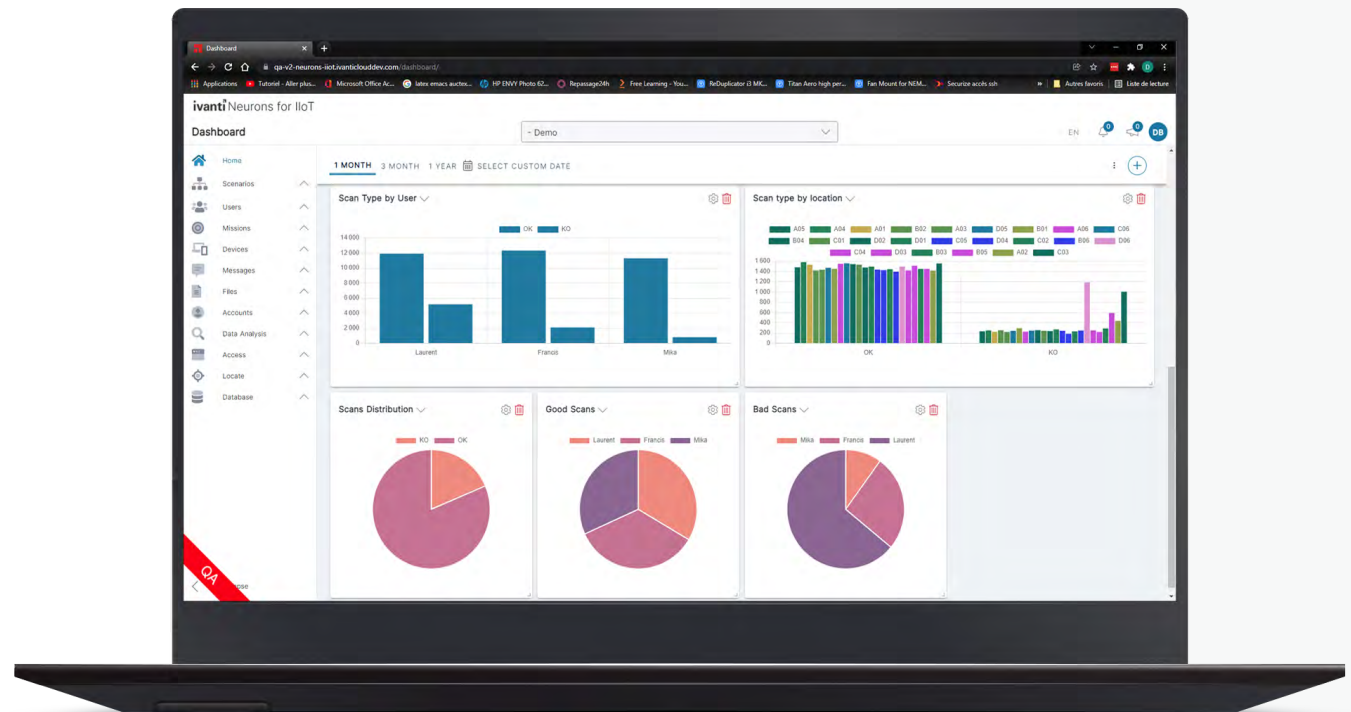 Dashboard
qa-v2-neurons-iiot.ivanticlouddev.com/dashboard/
Applications Tutoriel - Aller plus... Microsoft Office Ac... latex emacs auctex... HP ENVY Photo 62... Repassage24h Free Learning - You... ReDuplicator i3 MK... Titan Aero high per... Fan Mount for NEM... Securize accès ssh » Autres favoris Liste de lecture
ivanti Neurons for IIoT
Dashboard - Demo EN 0 0 DB
Home
Scenarios
Users
Missions
Devices
Messages
Files
Accounts
Data Analysis
Access
Locate
Database
1 MONTH 3 MONTH 1 YEAR SELECT CUSTOM DATE
Scan Type by User
OK KO
14 000
12 000
10 000
8 000
6 000
4 000
2 000
0
Laurent Francis Mika
Scan type by location
A05 A04 A01 B02 A03 D05 B01 A06 C06
B04 C01 D02 D01 C05 D04 C02 B06 D06
C04 D03 B03 B05 A02 C03
1 600
1 400
1 200
1 000
800
600
400
200
0
OK KO
Scans Distribution
KO OK
Good Scans
Laurent Francis Mika
Bad Scans
Mika Francis Laurent
QA